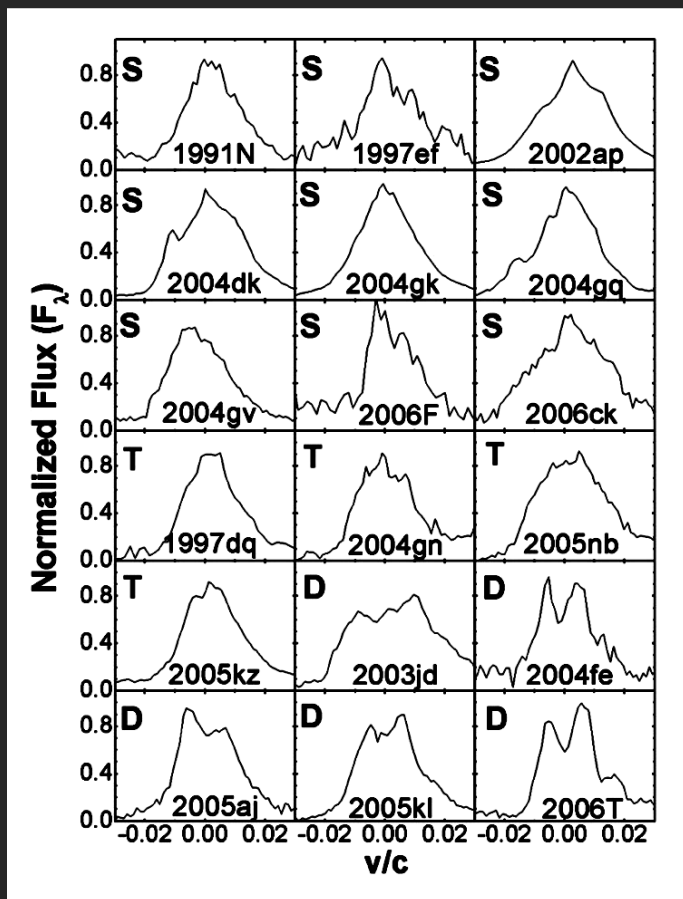 Normalized Flux (Fλ)
0.8 S S S
0.4
0.0 1991N 1997ef 2002ap
0.8 S S S
0.4
0.0 2004dk 2004gk 2004gq
0.8 S S S
0.4
0.0 2004gv 2006F 2006ck
0.8 T T T
0.4
0.0 1997dq 2004gn 2005nb
0.8 T D D
0.4
0.0 2005kz 2003jd 2004fe
0.8 D D D
0.4
0.0 2005aj 2005kl 2006T
-0.02 0.00 0.02 -0.02 0.00 0.02 -0.02 0.00 0.02
v/c